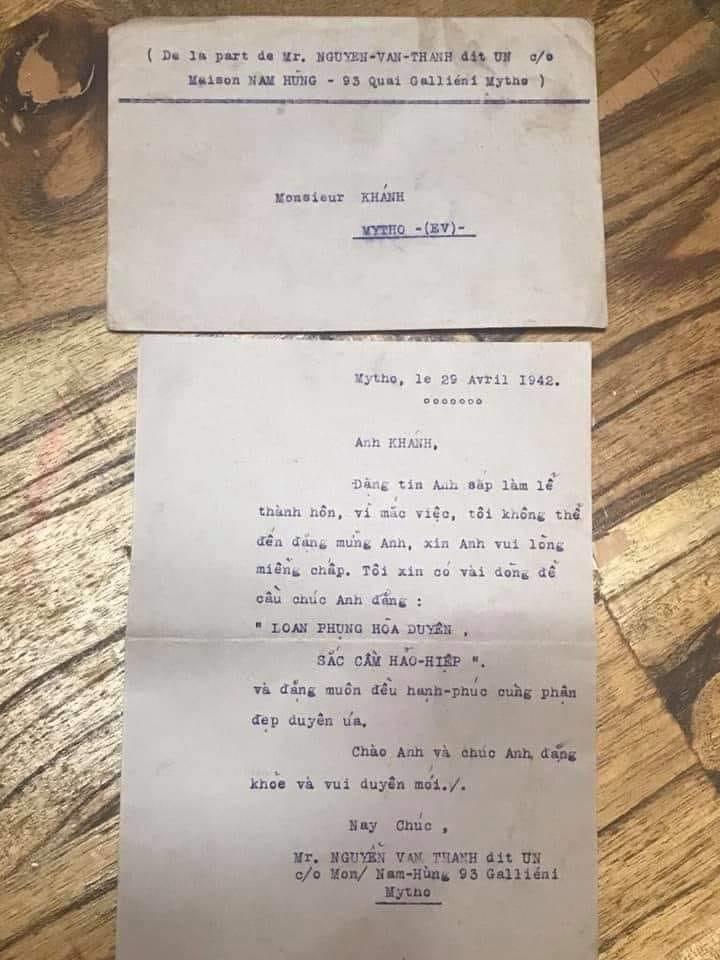 ( De la part de Mr. NGUYEN-VAN-THANH dit UN c/o
Maison NAM HÙNG - 93 Quai Galliéni Mytho )
Monsieur KHÁNH
MYTHO -(EV)-
Mytho, le 29 Avril 1942.
ooooooo
Anh KHÁNH,
Đặng tin Anh sắp làm lể
thành hôn, vì mắc việc, tôi không thể
đến đặng mừng Anh, xin Anh vui lòng
miềng chấp. Tôi xin có vài dòng để
cầu chúc Anh đặng :
" LOAN PHỤNG HÒA DUYÊN ,
SẮC CẦM HẢO-HIỆP ".
và đặng muôn đều hạnh-phúc cùng phận
đẹp duyên ưa.
Chào Anh và chúc Anh đặng
khỏe và vui duyên mới./.
Nay Chúc ,
Mr. NGUYỄN VAN THANH dit UN
c/o Mon/ Nam-Hùng 93 Galliéni
Mytho